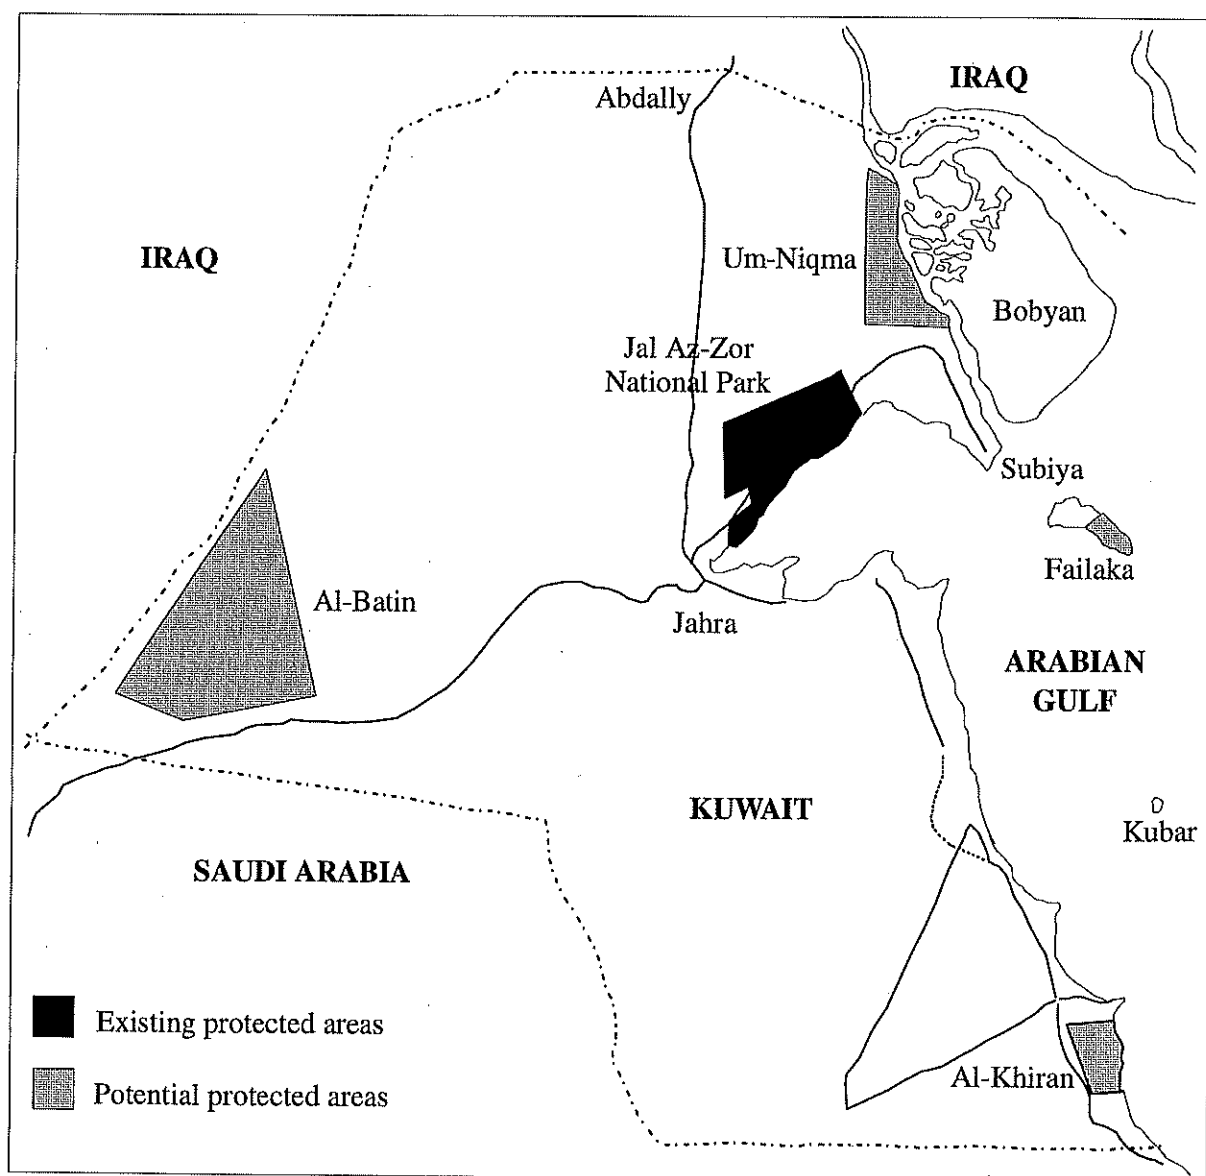 IRAQ
Abdally
IRAQ
Um-Niqma
Bobyan
Jal Az-Zor
National Park
Subiya
Failaka
Al-Batin
Jahra
ARABIAN
GULF
KUWAIT
Kubar
SAUDI ARABIA
Existing protected areas
Al-Khiran
Potential protected areas